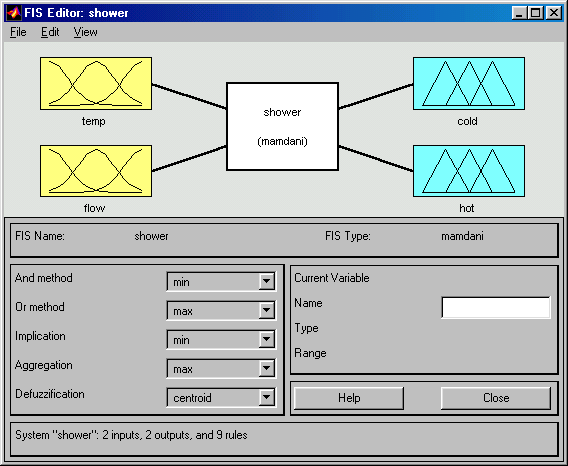 FIS Editor: shower
File Edit View
temp
flow
shower
(mamdani)
cold
hot
FIS Name: shower FIS Type: mamdani
And method min
Or method max
Implication min
Aggregation max
Defuzzification centroid
Current Variable
Name
Type
Range
Help Close
System "shower": 2 inputs, 2 outputs, and 9 rules